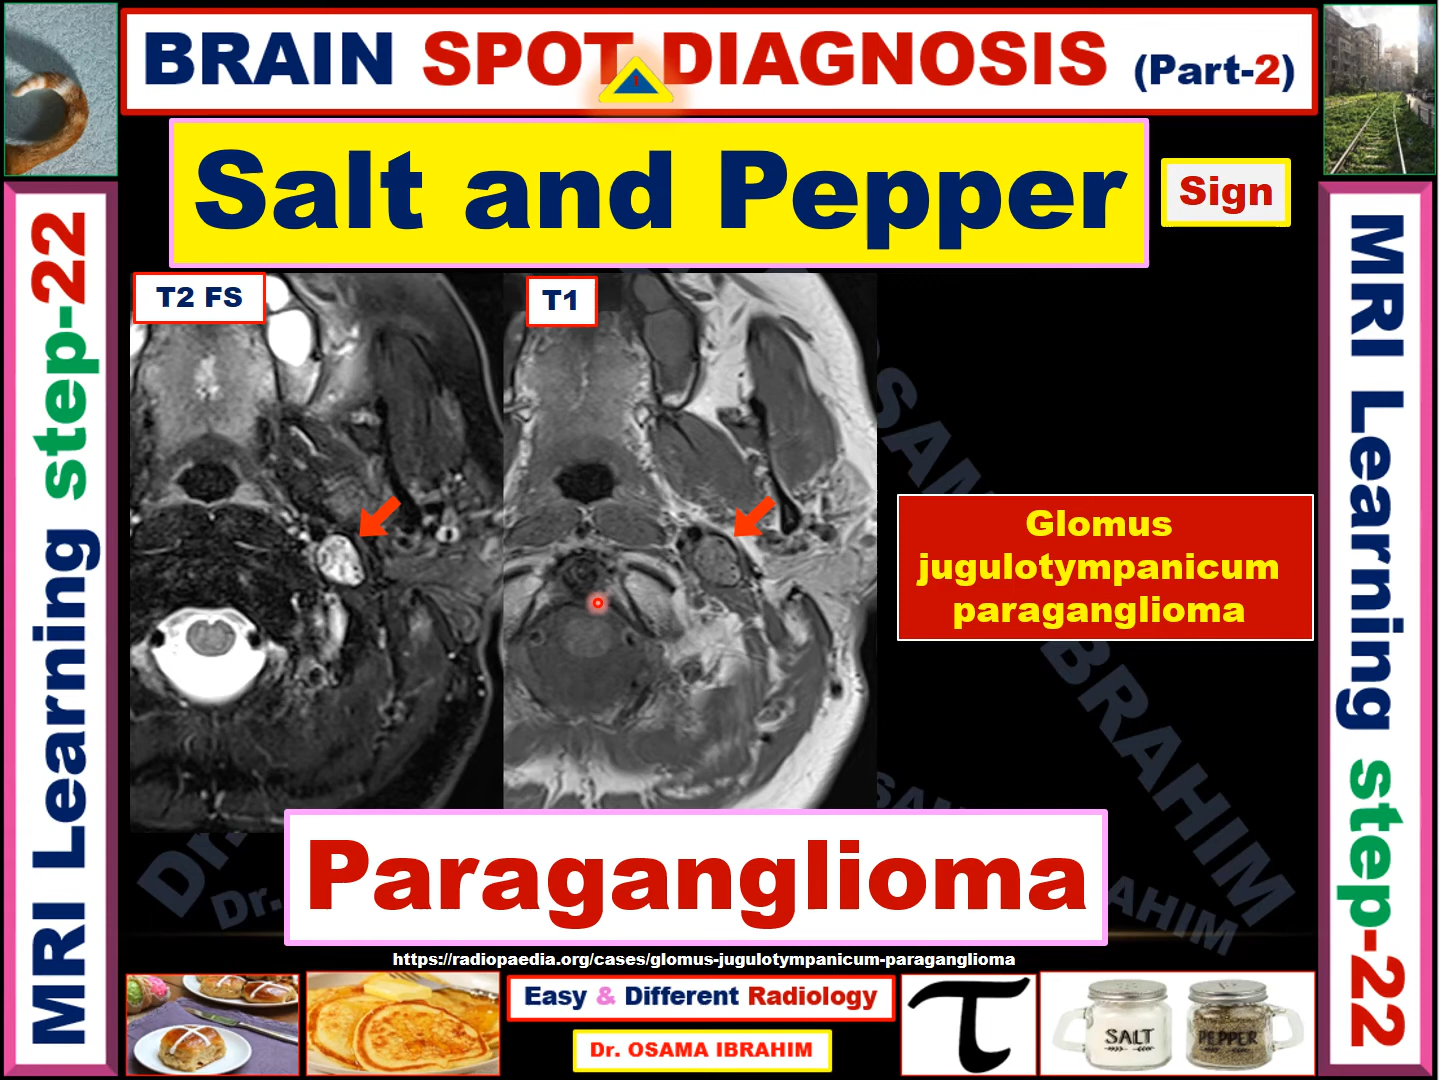 BRAIN SPOT DIAGNOSIS (Part-2)
Salt and Pepper
Sign
MRI Learning step-22
MRI Learning step-22
T2 FS
T1
Glomus
jugulotympanicum
paraganglioma
Paraganglioma
https://radiopaedia.org/cases/glomus-jugulotympanicum-paraganglioma
Easy & Different Radiology
Dr. OSAMA IBRAHIM
τ
SALT
PEPPER